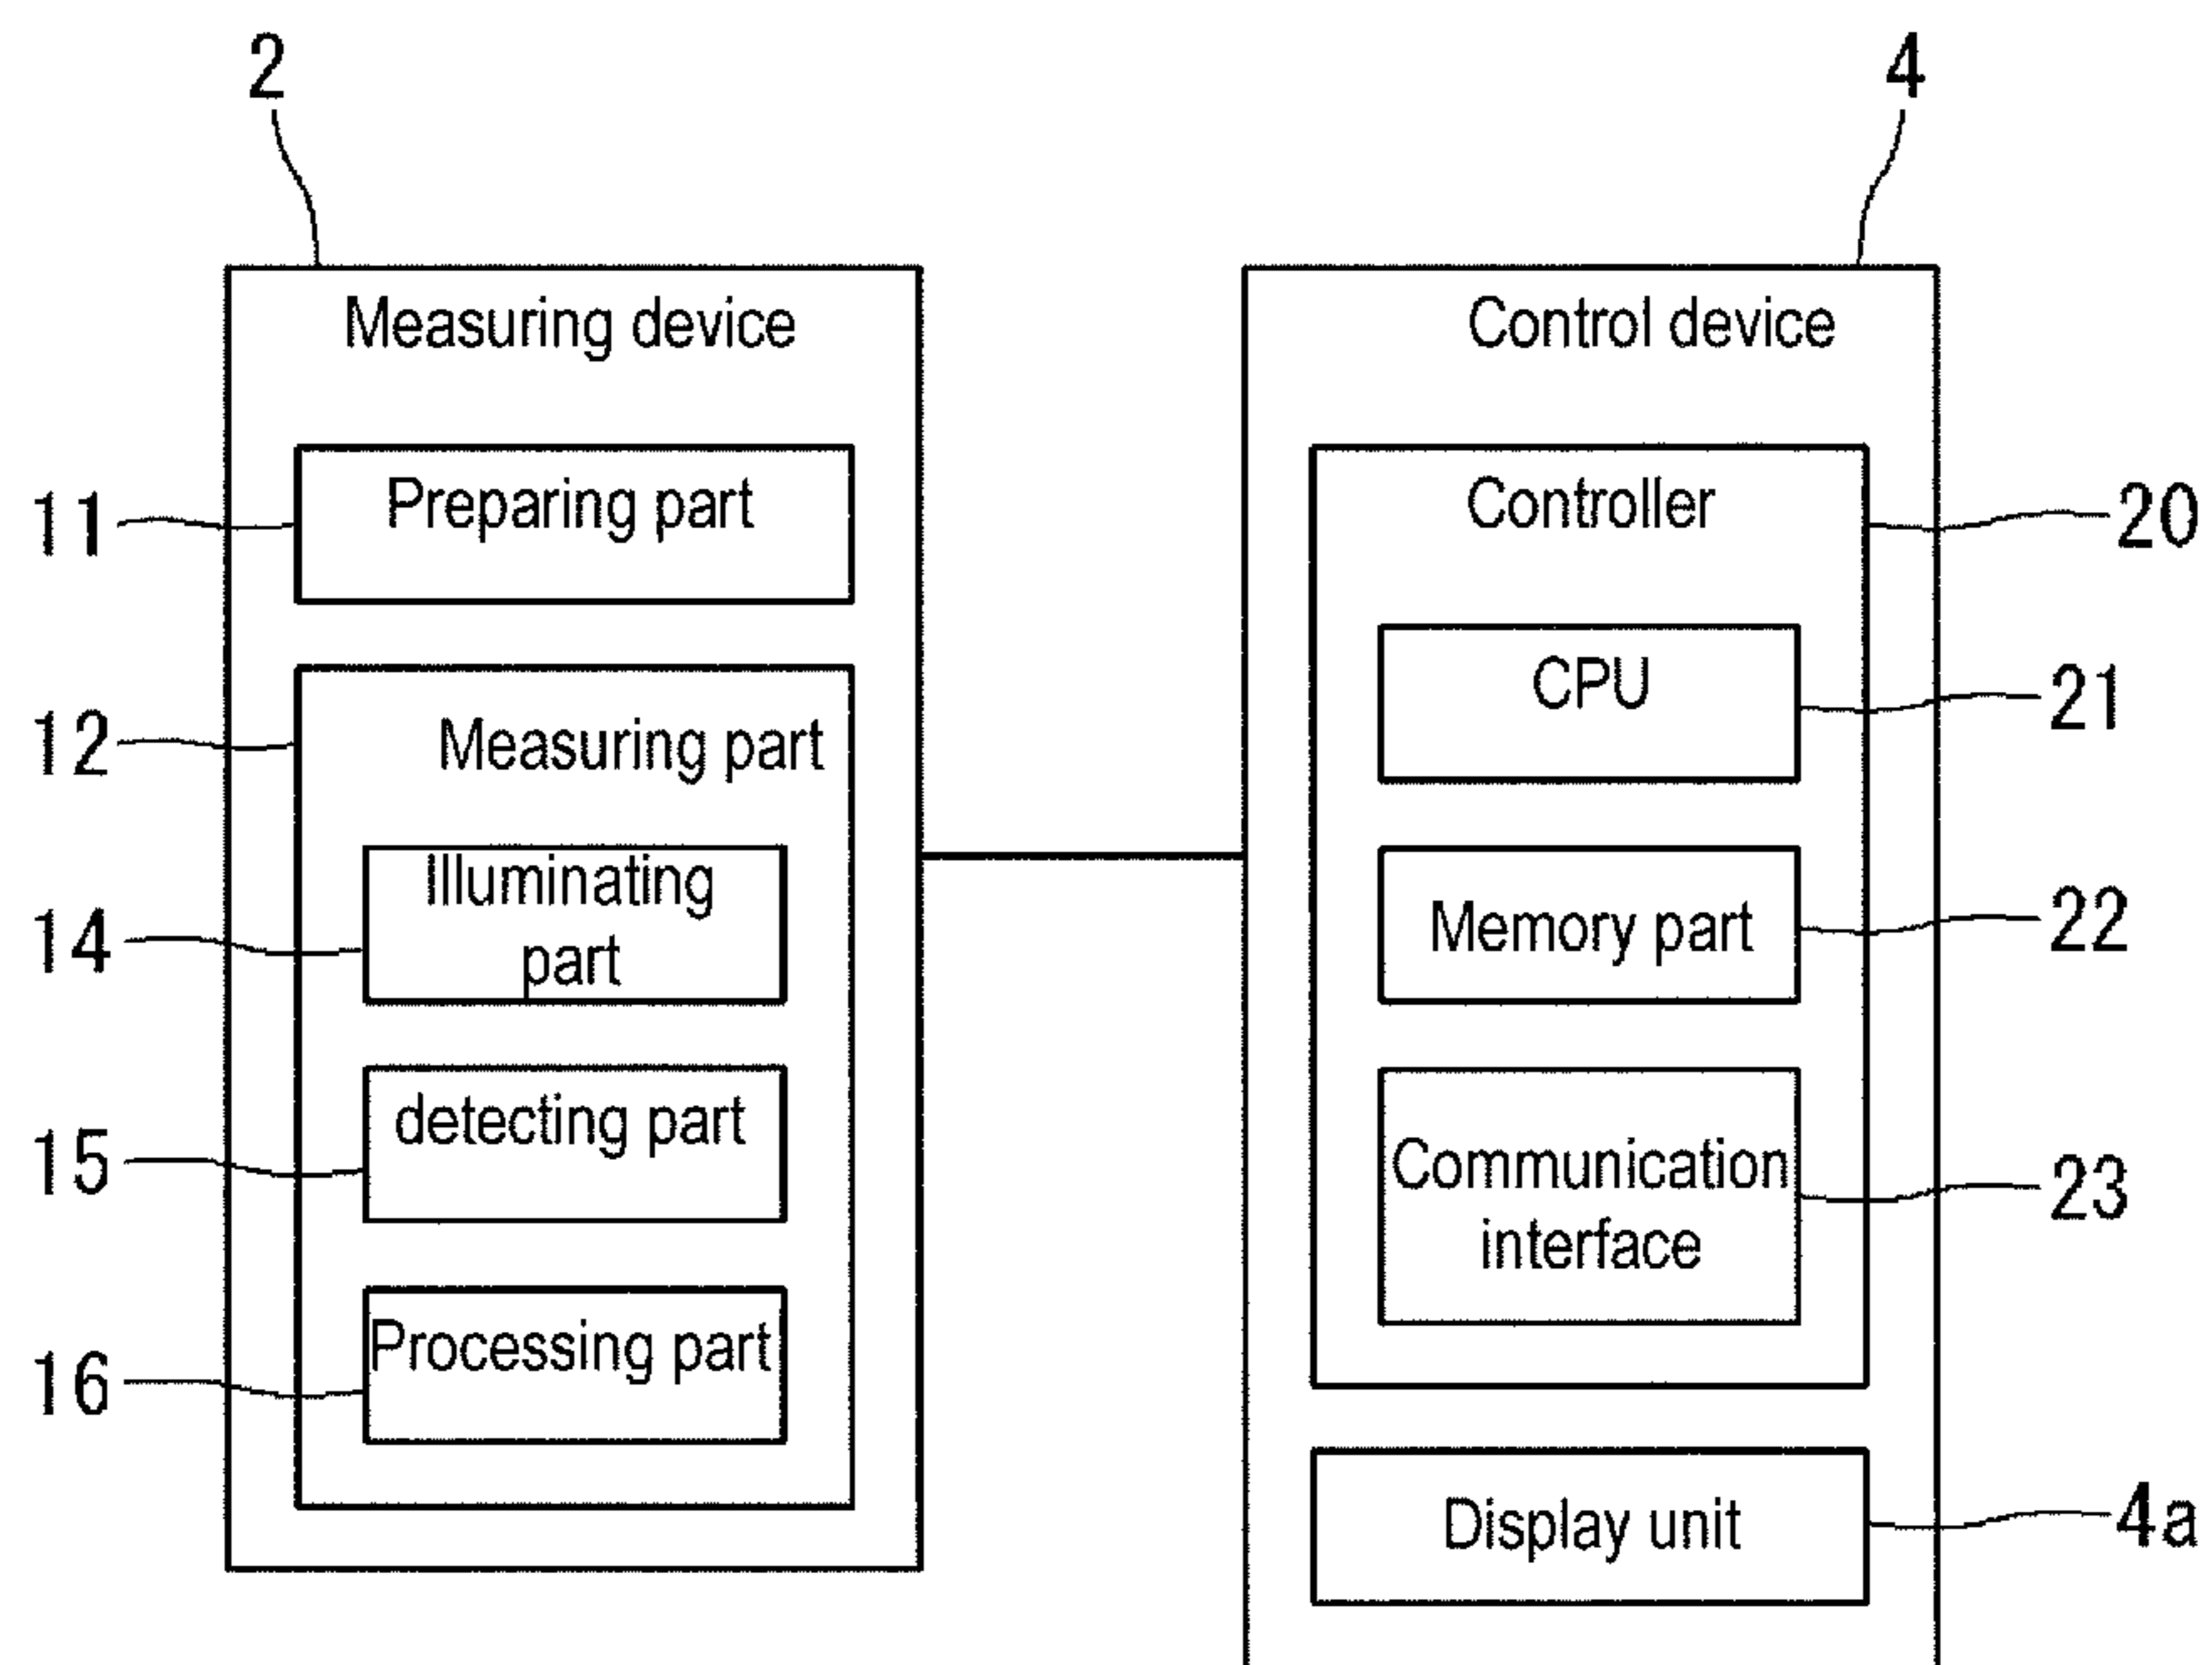 2
4
Measuring device
11
Preparing part
12
Measuring part
14
Illuminating
part
15
detecting part
16
Processing part
Control device
Controller
20
CPU
21
Memory part
22
Communication
interface
23
Display unit
4a